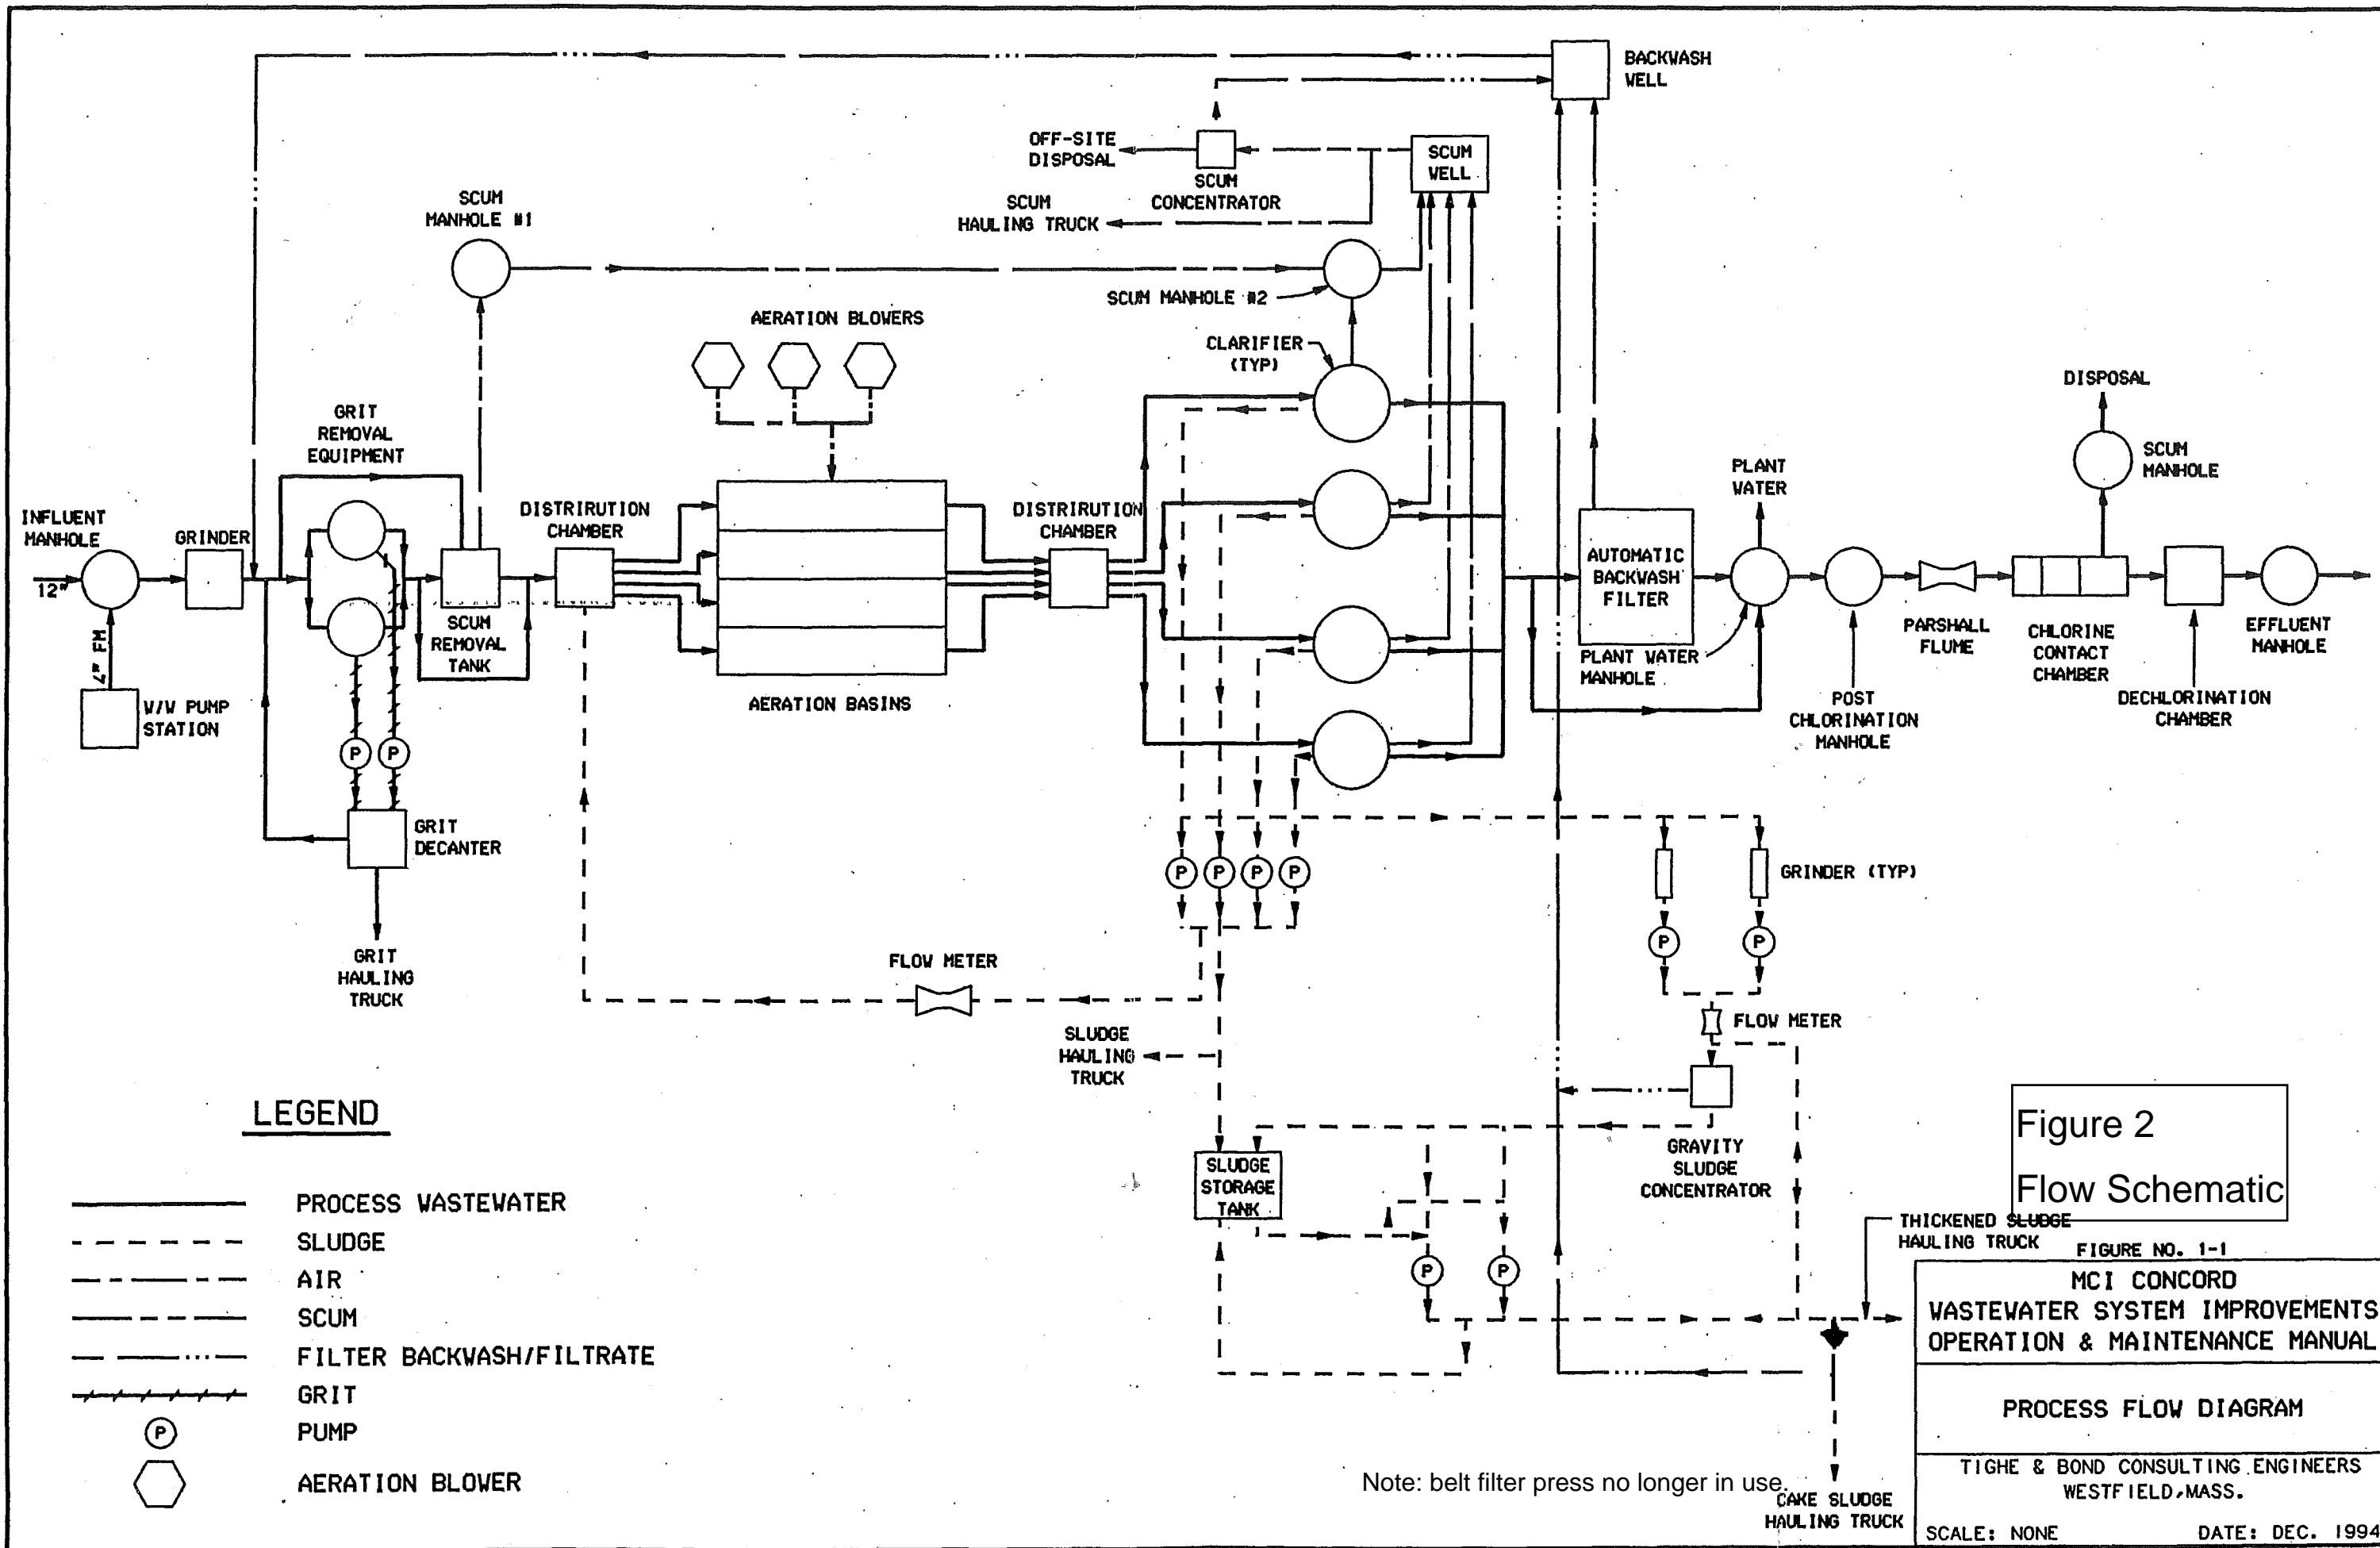 BACKWASH
WELL
OFF-SITE
DISPOSAL
SCUM
WELL
SCUM
CONCENTRATOR
SCUM
HAULING TRUCK
SCUM
MANHOLE #1
SCUM MANHOLE #2
AERATION BLOWERS
CLARIFIER
(TYP)
DISPOSAL
SCUM
MANHOLE
GRIT
REMOVAL
EQUIPMENT
PLANT
WATER
INFLUENT
MANHOLE
GRINDER
DISTRIRUTION
CHAMBER
DISTRIRUTION
CHAMBER
12"
AUTOMATIC
BACKWASH
FILTER
SCUM
REMOVAL
TANK
4" FM
W/W PUMP
STATION
AERATION BASINS
PLANT WATER
MANHOLE
PARSHALL
FLUME
CHLORINE
CONTACT
CHAMBER
EFFLUENT
MANHOLE
POST
CHLORINATION
MANHOLE
DECHLORINATION
CHAMBER
P
P
GRIT
DECANTER
P
P
P
P
GRINDER (TYP)
P
P
GRIT
HAULING
TRUCK
FLOW METER
FLOW METER
SLUDGE
HAULING
TRUCK
GRAVITY
SLUDGE
CONCENTRATOR
SLUDGE
STORAGE
TANK
P
P
Figure 2
Flow Schematic
THICKENED SLUDGE
HAULING TRUCK
FIGURE NO. 1-1
LEGEND
PROCESS WASTEWATER
SLUDGE
AIR
SCUM
FILTER BACKWASH/FILTRATE
GRIT
P
PUMP
AERATION BLOWER
Note: belt filter press no longer in use.
CAKE SLUDGE
HAULING TRUCK
MCI CONCORD
WASTEWATER SYSTEM IMPROVEMENTS
OPERATION & MAINTENANCE MANUAL
PROCESS FLOW DIAGRAM
TIGHE & BOND CONSULTING ENGINEERS
WESTFIELD, MASS.
SCALE: NONE
DATE: DEC. 1994